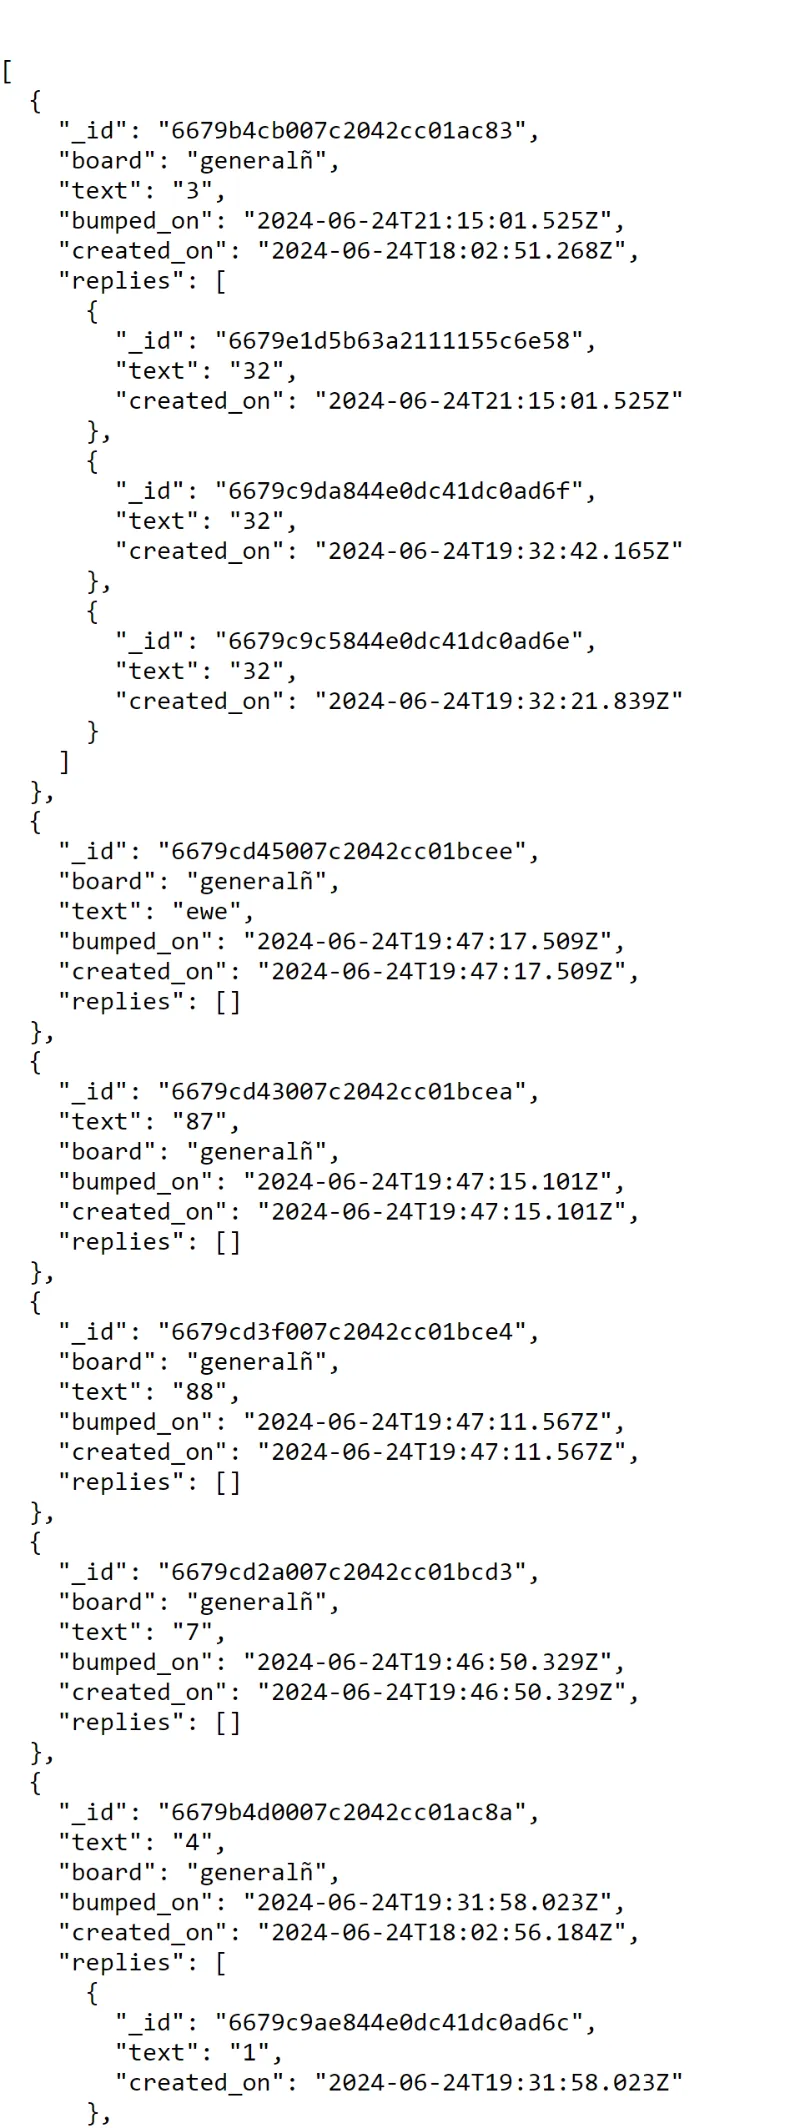 [
  {
    "_id": "6679b4cb007c2042cc01ac83",
    "board": "generalñ",
    "text": "3",
    "bumped_on": "2024-06-24T21:15:01.525Z",
    "created_on": "2024-06-24T18:02:51.268Z",
    "replies": [
      {
        "_id": "6679e1d5b63a2111155c6e58",
        "text": "32",
        "created_on": "2024-06-24T21:15:01.525Z"
      },
      {
        "_id": "6679c9da844e0dc41dc0ad6f",
        "text": "32",
        "created_on": "2024-06-24T19:32:42.165Z"
      },
      {
        "_id": "6679c9c5844e0dc41dc0ad6e",
        "text": "32",
        "created_on": "2024-06-24T19:32:21.839Z"
      }
    ]
  },
  {
    "_id": "6679cd45007c2042cc01bcee",
    "board": "generalñ",
    "text": "ewe",
    "bumped_on": "2024-06-24T19:47:17.509Z",
    "created_on": "2024-06-24T19:47:17.509Z",
    "replies": []
  },
  {
    "_id": "6679cd43007c2042cc01bcea",
    "text": "87",
    "board": "generalñ",
    "bumped_on": "2024-06-24T19:47:15.101Z",
    "created_on": "2024-06-24T19:47:15.101Z",
    "replies": []
  },
  {
    "_id": "6679cd3f007c2042cc01bce4",
    "board": "generalñ",
    "text": "88",
    "bumped_on": "2024-06-24T19:47:11.567Z",
    "created_on": "2024-06-24T19:47:11.567Z",
    "replies": []
  },
  {
    "_id": "6679cd2a007c2042cc01bcd3",
    "board": "generalñ",
    "text": "7",
    "bumped_on": "2024-06-24T19:46:50.329Z",
    "created_on": "2024-06-24T19:46:50.329Z",
    "replies": []
  },
  {
    "_id": "6679b4d0007c2042cc01ac8a",
    "text": "4",
    "board": "generalñ",
    "bumped_on": "2024-06-24T19:31:58.023Z",
    "created_on": "2024-06-24T18:02:56.184Z",
    "replies": [
      {
        "_id": "6679c9ae844e0dc41dc0ad6c",
        "text": "1",
        "created_on": "2024-06-24T19:31:58.023Z"
      },